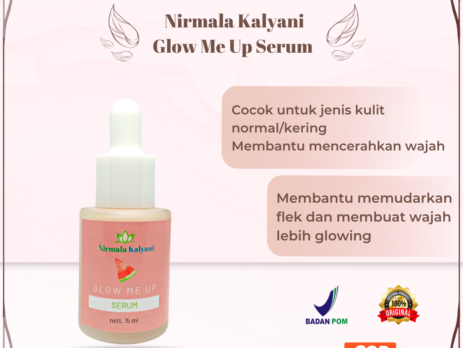 Nirmala Kalyani
Glow Me Up Serum
Cocok untuk jenis kulit
normal/kering
Membantu mencerahkan wajah
Membantu memudarkan
flek dan membuat wajah
lebih glowing
Nirmala Kalyani
GLOW ME UP
SERUM
nett. 15 ml
BADAN POM
100%
ORIGINAL